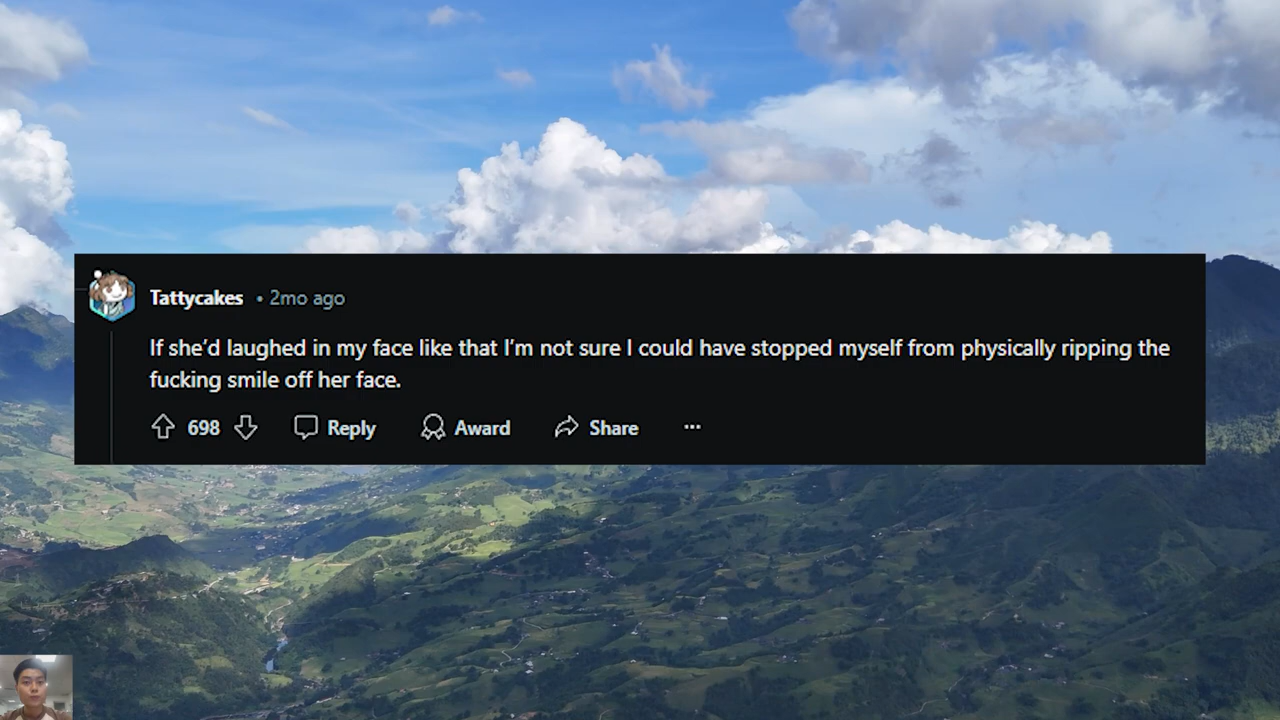 Tattycakes • 2mo ago
If she’d laughed in my face like that I’m not sure I could have stopped myself from physically ripping the
fucking smile off her face.
698 Reply Award Share ···